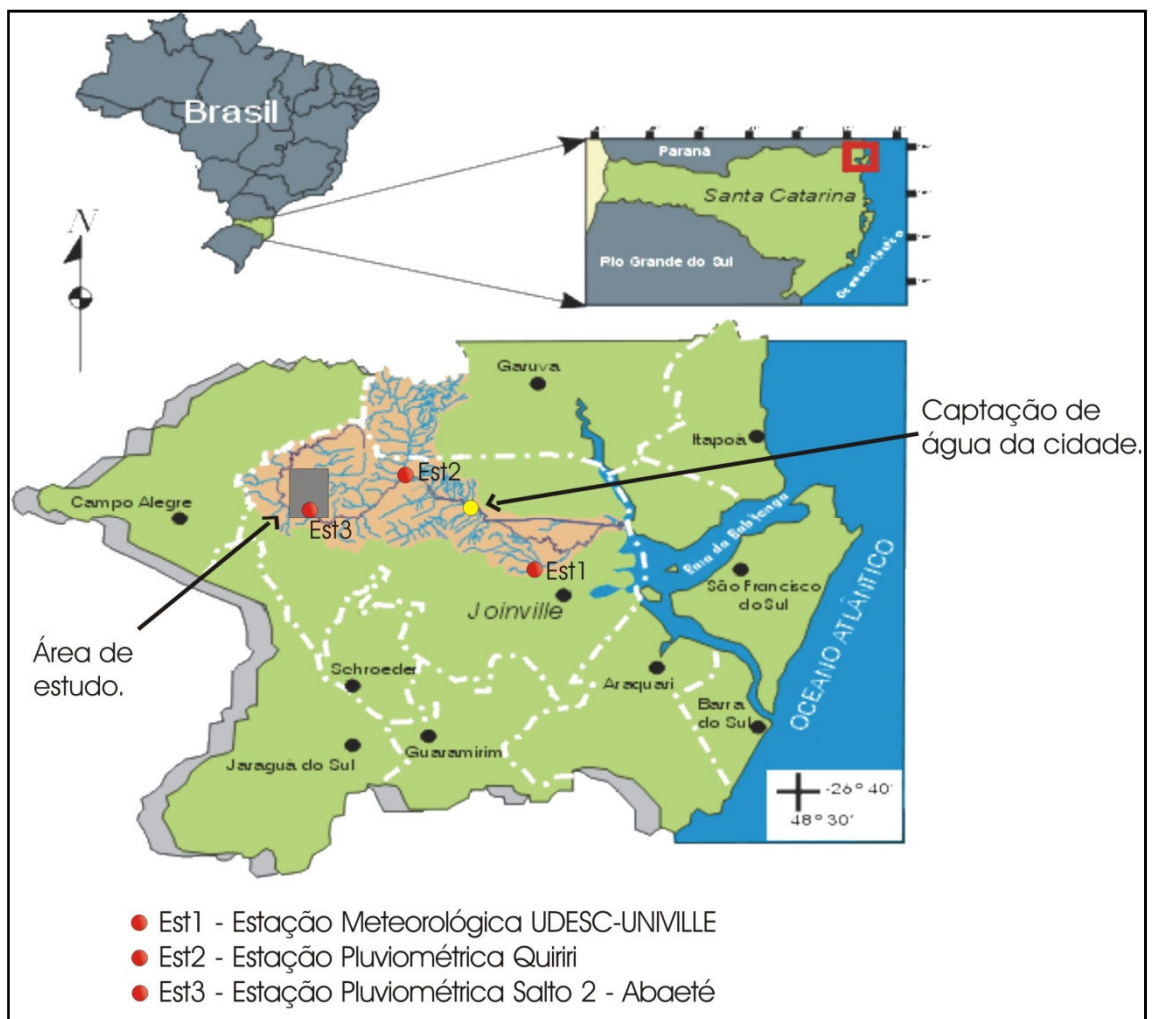 Brasil
N
Paraná
Santa Catarina
Rio Grande do Sul
Garuva
Captação de
água da cidade.
Itapoá
Est2
Campo Alegre
Est3
Baia da Babitonga
Est1
São Francisco
do Sul
Joinville
Área de
estudo.
Schroeder
Araquari
OCEANO ATLÂNTICO
Barra
do Sul
Guaramirim
Jaraguá do Sul
-26° 40'
48° 30'
Est1 - Estação Meteorológica UDESC-UNIVILLE
Est2 - Estação Pluviométrica Quiriri
Est3 - Estação Pluviométrica Salto 2 - Abaeté